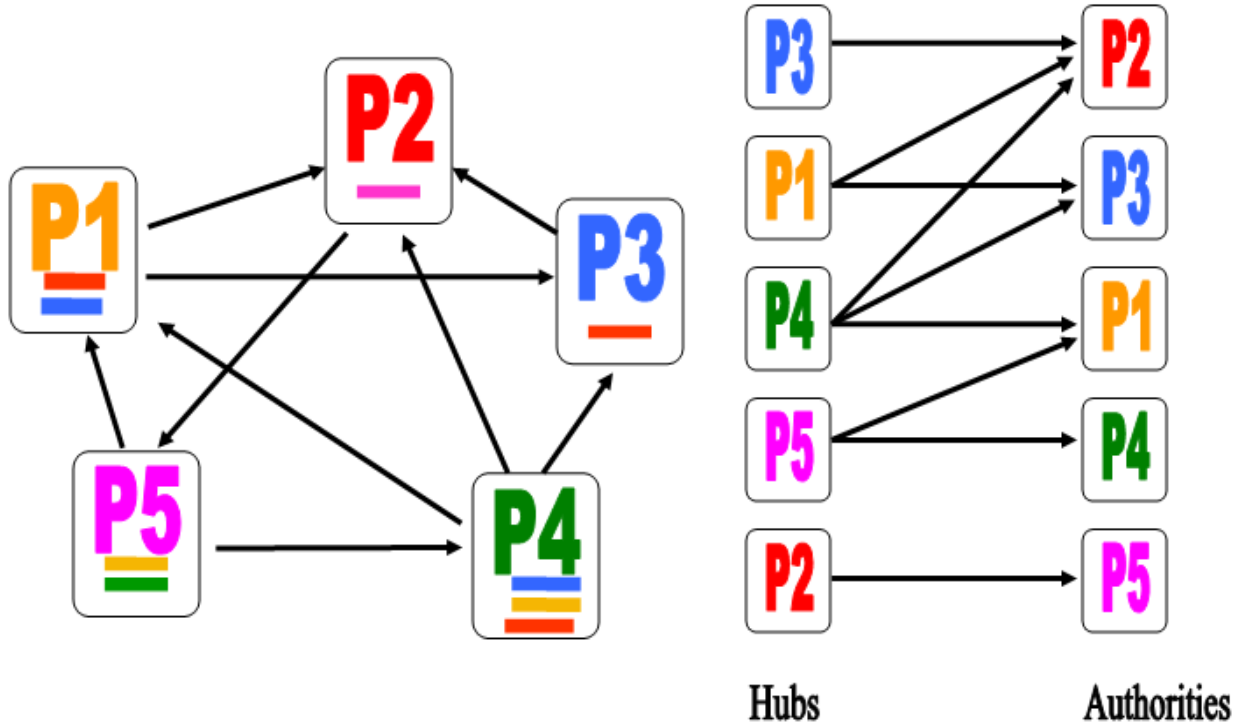 P1
P2
P3
P5
P4
P3 P2
P1 P3
P4 P1
P5 P4
P2 P5
Hubs Authorities